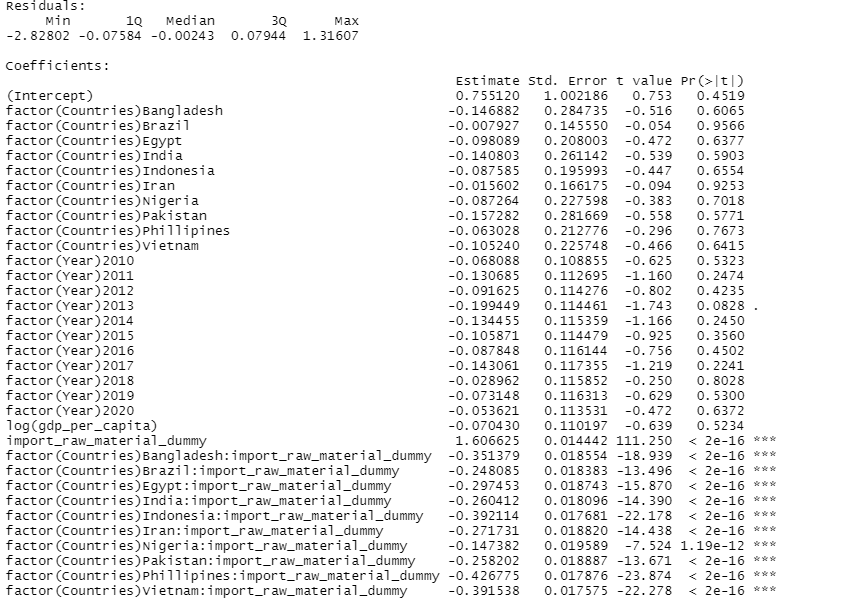 Residuals:
     Min       1Q   Median       3Q      Max
-2.82802 -0.07584 -0.00243  0.07944  1.31607
Coefficients:
Estimate Std. Error t value Pr(>|t|)
(Intercept) 0.755120 1.002186 0.753 0.4519
factor(Countries)Bangladesh -0.146882 0.284735 -0.516 0.6065
factor(Countries)Brazil -0.007927 0.145550 -0.054 0.9566
factor(Countries)Egypt -0.098089 0.208003 -0.472 0.6377
factor(Countries)India -0.140803 0.261142 -0.539 0.5903
factor(Countries)Indonesia -0.087585 0.195993 -0.447 0.6554
factor(Countries)Iran -0.015602 0.166175 -0.094 0.9253
factor(Countries)Nigeria -0.087264 0.227598 -0.383 0.7018
factor(Countries)Pakistan -0.157282 0.281669 -0.558 0.5771
factor(Countries)Phillipines -0.063028 0.212776 -0.296 0.7673
factor(Countries)Vietnam -0.105240 0.225748 -0.466 0.6415
factor(Year)2010 -0.068088 0.108855 -0.625 0.5323
factor(Year)2011 -0.130685 0.112695 -1.160 0.2474
factor(Year)2012 -0.091625 0.114276 -0.802 0.4235
factor(Year)2013 -0.199449 0.114461 -1.743 0.0828 .
factor(Year)2014 -0.134455 0.115359 -1.166 0.2450
factor(Year)2015 -0.105871 0.114479 -0.925 0.3560
factor(Year)2016 -0.087848 0.116144 -0.756 0.4502
factor(Year)2017 -0.143061 0.117355 -1.219 0.2241
factor(Year)2018 -0.028962 0.115852 -0.250 0.8028
factor(Year)2019 -0.073148 0.116313 -0.629 0.5300
factor(Year)2020 -0.053621 0.113531 -0.472 0.6372
log(gdp_per_capita) -0.070430 0.110197 -0.639 0.5234
import_raw_material_dummy 1.606625 0.014442 111.250 < 2e-16 ***
factor(Countries)Bangladesh:import_raw_material_dummy -0.351379 0.018554 -18.939 < 2e-16 ***
factor(Countries)Brazil:import_raw_material_dummy -0.248085 0.018383 -13.496 < 2e-16 ***
factor(Countries)Egypt:import_raw_material_dummy -0.297453 0.018743 -15.870 < 2e-16 ***
factor(Countries)India:import_raw_material_dummy -0.260412 0.018096 -14.390 < 2e-16 ***
factor(Countries)Indonesia:import_raw_material_dummy -0.392114 0.017681 -22.178 < 2e-16 ***
factor(Countries)Iran:import_raw_material_dummy -0.271731 0.018820 -14.438 < 2e-16 ***
factor(Countries)Nigeria:import_raw_material_dummy -0.147382 0.019589 -7.524 1.19e-12 ***
factor(Countries)Pakistan:import_raw_material_dummy -0.258202 0.018887 -13.671 < 2e-16 ***
factor(Countries)Phillipines:import_raw_material_dummy -0.426775 0.017876 -23.874 < 2e-16 ***
factor(Countries)Vietnam:import_raw_material_dummy -0.391538 0.017575 -22.278 < 2e-16 ***